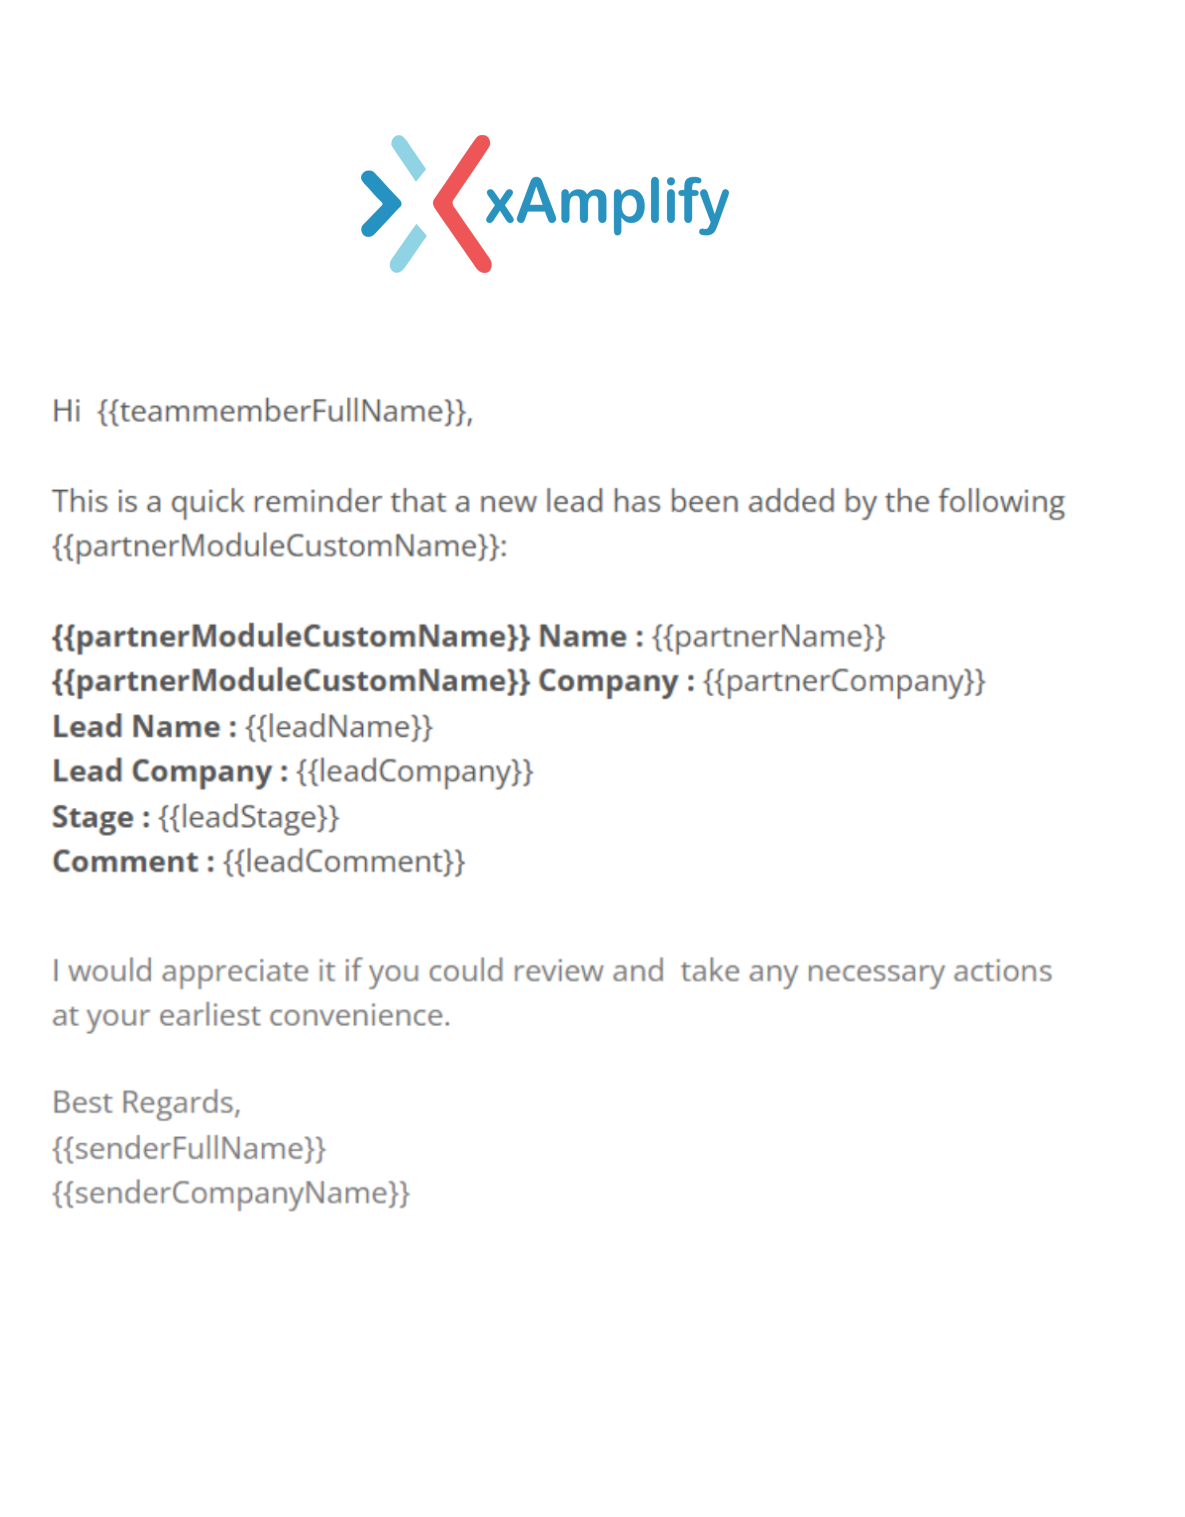 xAmplify
Hi  {{teammemberFullName}},
This is a quick reminder that a new lead has been added by the following
{{partnerModuleCustomName}}:
{{partnerModuleCustomName}} Name : {{partnerName}}
{{partnerModuleCustomName}} Company : {{partnerCompany}}
Lead Name : {{leadName}}
Lead Company : {{leadCompany}}
Stage : {{leadStage}}
Comment : {{leadComment}}
I would appreciate it if you could review and  take any necessary actions
at your earliest convenience.
Best Regards,
{{senderFullName}}
{{senderCompanyName}}